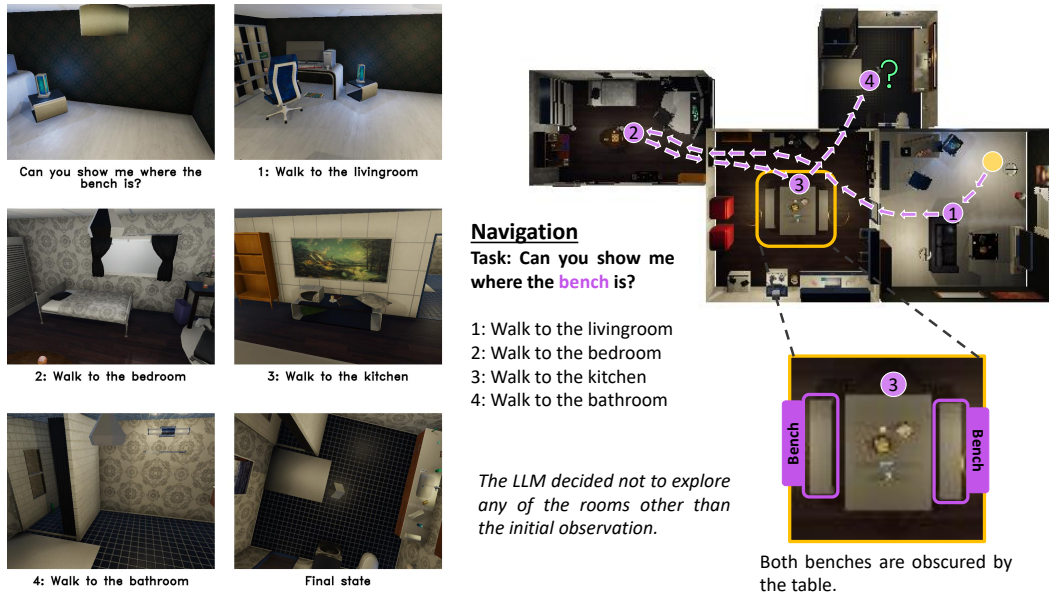 Can you show me where the
bench is?
1: Walk to the livingroom
2: Walk to the bedroom
3: Walk to the kitchen
4: Walk to the bathroom
Final state
Navigation
Task: Can you show me
where the bench is?
1: Walk to the livingroom
2: Walk to the bedroom
3: Walk to the kitchen
4: Walk to the bathroom
The LLM decided not to explore
any of the rooms other than
the initial observation.
4
?
2
3
1
3
Bench
Bench
Both benches are obscured by
the table.